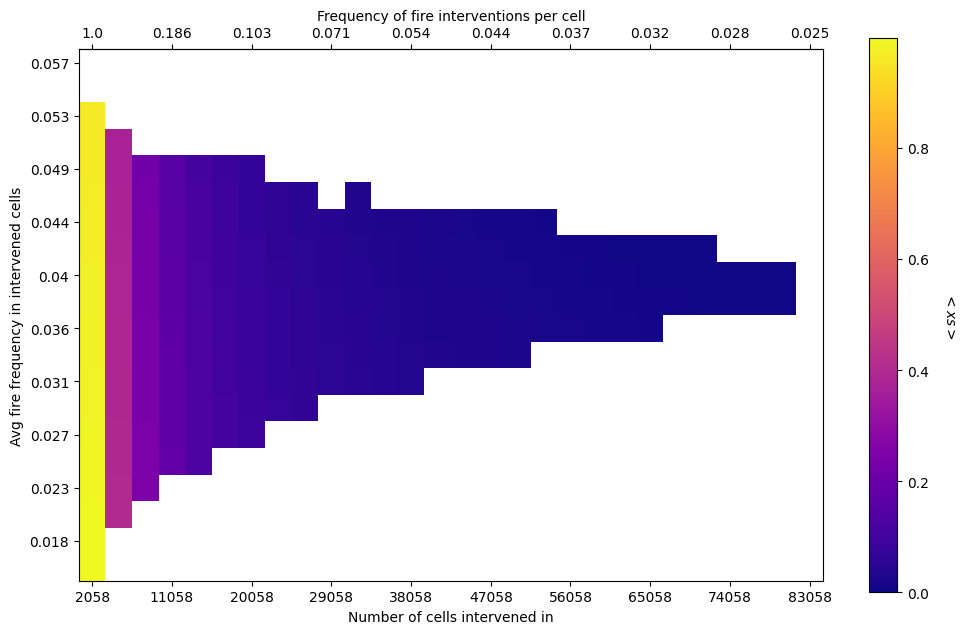 Frequency of fire interventions per cell
1.0 0.186 0.103 0.071 0.054 0.044 0.037 0.032 0.028 0.025
0.057
0.053
0.049
0.044
0.04
0.036
0.031
0.027
0.023
0.018
Avg fire frequency in intervened cells
2058 11058 20058 29058 38058 47058 56058 65058 74058 83058
Number of cells intervened in
0.8
0.6
0.4
0.2
0.0
<xs>